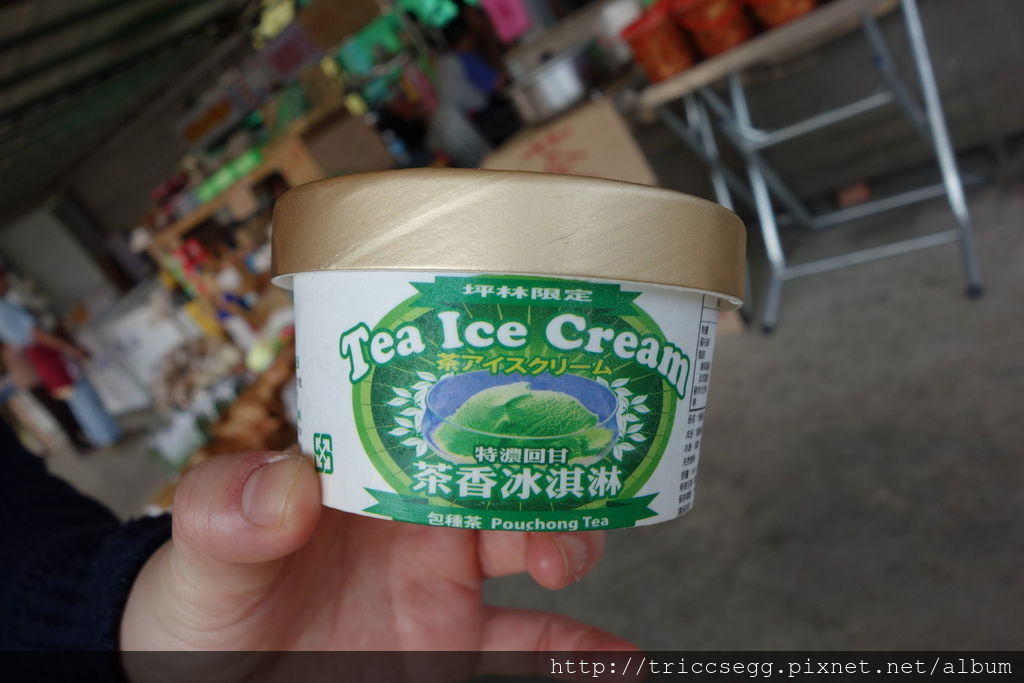 坪林限定
Tea Ice Cream
茶アイスクリーム
特濃回甘
茶香冰淇淋
包種茶 Pouchong Tea
http://triccsegg.pixnet.net/album